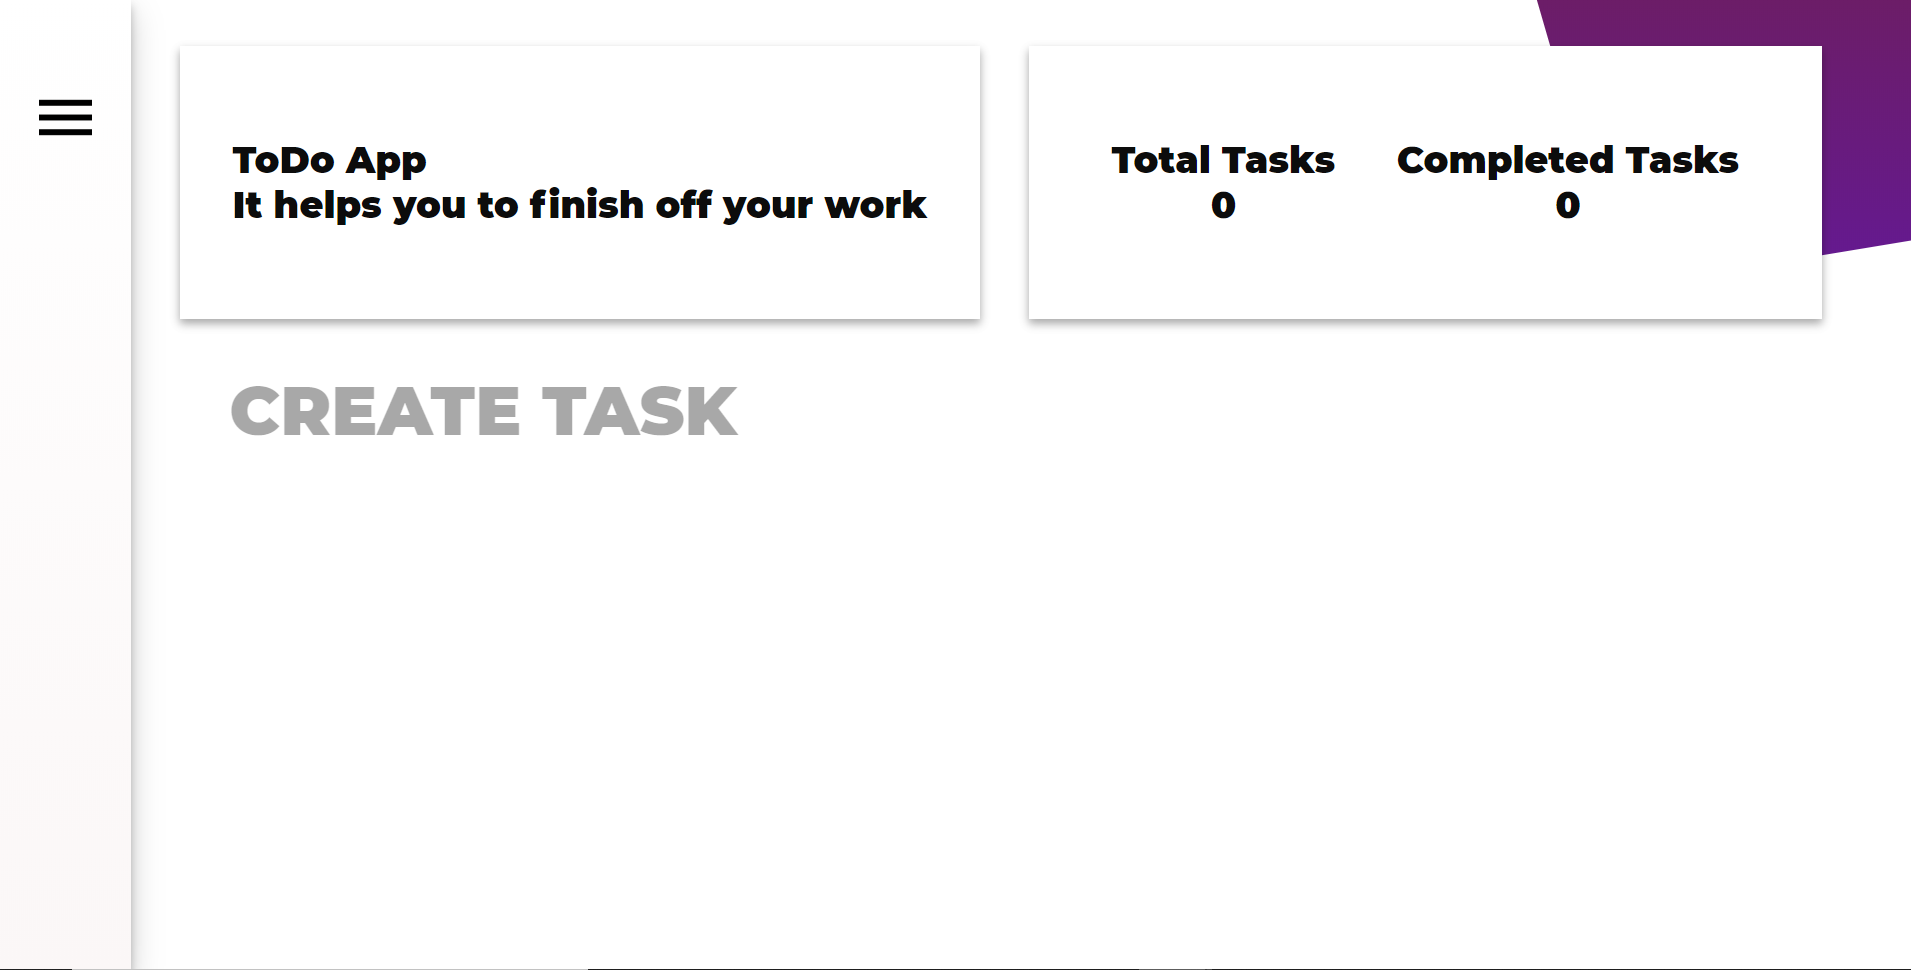 ToDo App
It helps you to finish off your work
Total Tasks
0
Completed Tasks
0
CREATE TASK